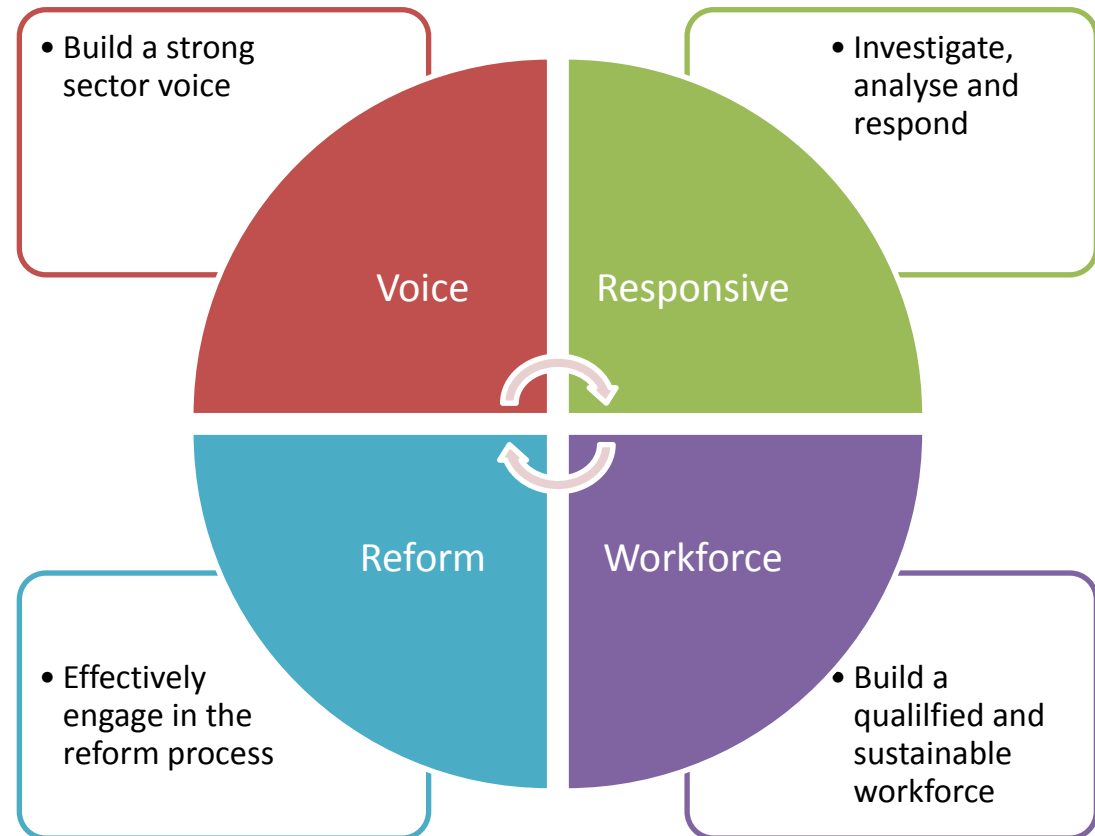 • Build a strong
sector voice
• Investigate,
analyse and
respond
Voice
Responsive
Reform
Workforce
• Effectively
engage in the
reform process
• Build a
qualilfied and
sustainable
workforce